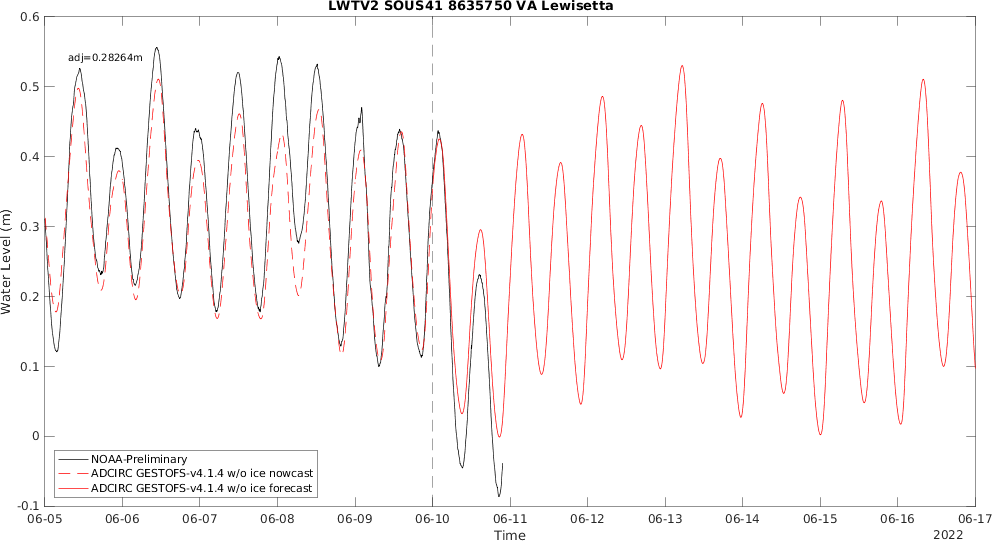 LWTV2 SOUS41 8635750 VA Lewisetta
adj=0.28264m
0.6
0.5
0.4
0.3
0.2
0.1
0
-0.1
Water Level (m)
NOAA-Preliminary
ADCIRC GESTOFS-v4.1.4 w/o ice nowcast
ADCIRC GESTOFS-v4.1.4 w/o ice forecast
06-05 06-06 06-07 06-08 06-09 06-10 06-11 06-12 06-13 06-14 06-15 06-16 06-17
Time
2022